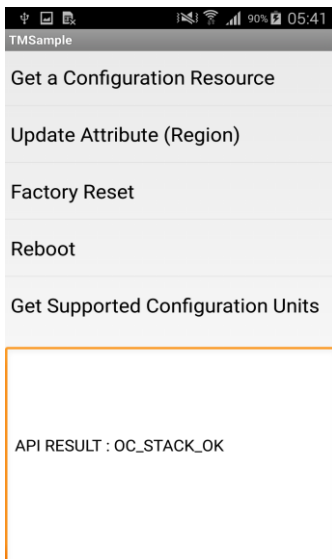 90% 05:41
TMSample
Get a Configuration Resource
Update Attribute (Region)
Factory Reset
Reboot
Get Supported Configuration Units
API RESULT : OC_STACK_OK